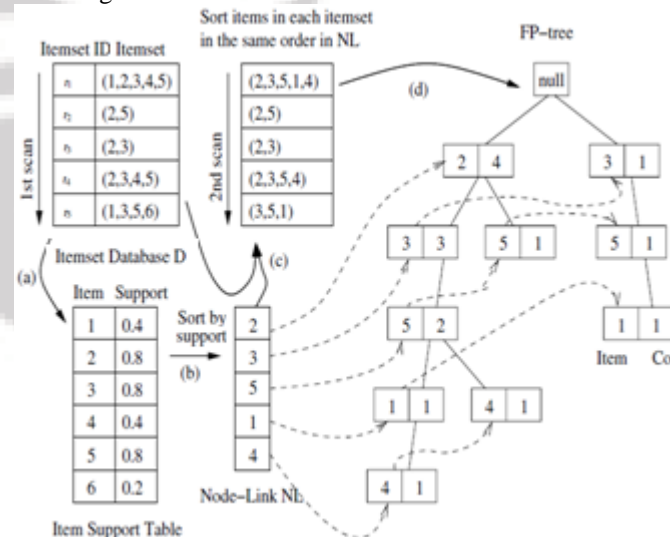 Sort items in each itemset
in the same order in NL
FP-tree
Itemset ID Itemset
(1,2,3,4,5)
(2,5)
(2,3)
(2,3,4,5)
(1,3,5,6)
1st scan
(2,3,5,1,4)
(2,5)
(2,3)
(2,3,5,4)
(3,5,1)
2nd scan
(d)
null
2 4
3 1
3 3
5 1
5 1
5 2
1 1
Item Co
1 1
4 1
4 1
Itemset Database D
(a)
(c)
Item Support
1 0.4
2 0.8
3 0.8
4 0.4
5 0.8
6 0.2
Item Support Table
Sort by
support
(b)
2
3
5
1
4
Node-Link NL